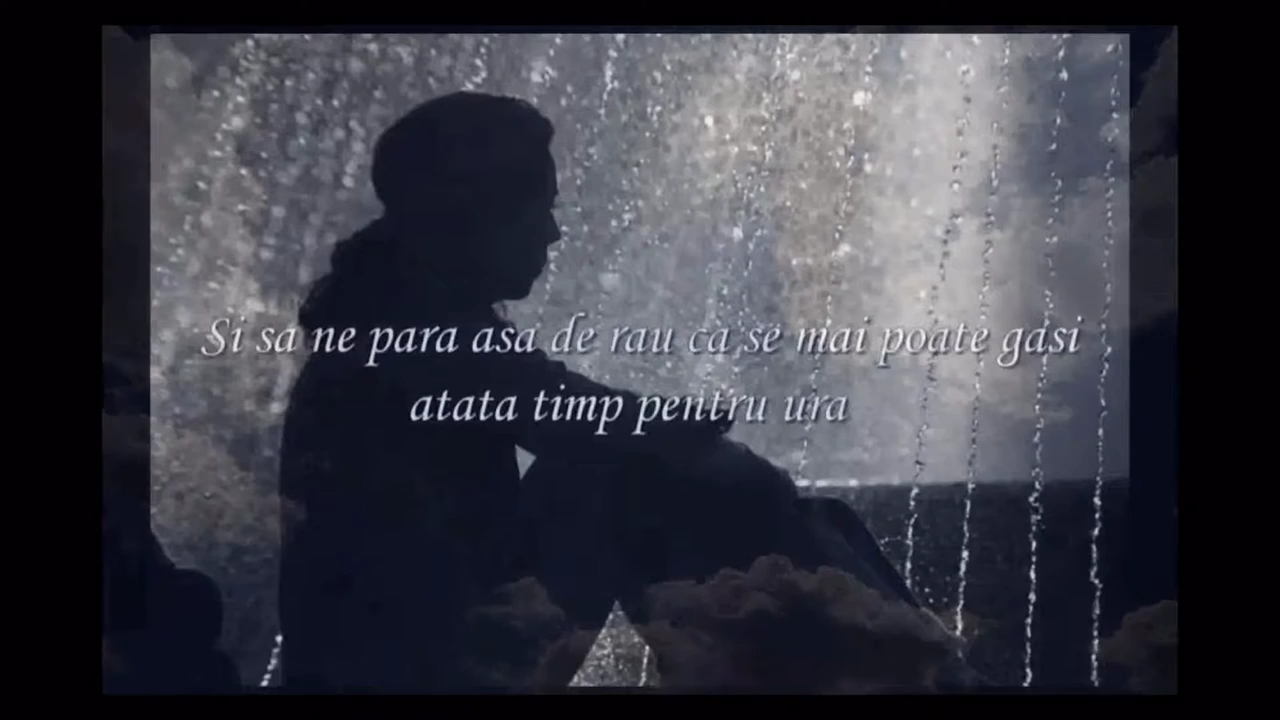 Si sa ne para asa de rau ca se mai poate gasi
atata timp pentru ura